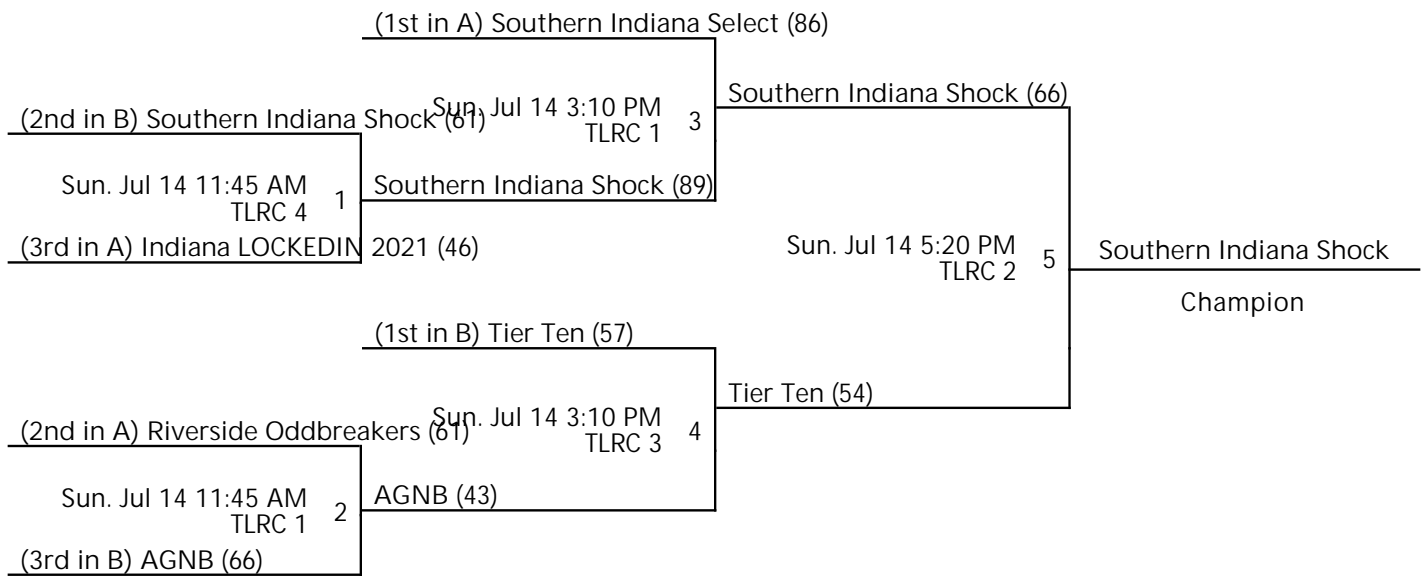 (1st in A) Southern Indiana Select (86)
Sun. Jul 14 3:10 PM
TLRC 1
3
Southern Indiana Shock (66)
(2nd in B) Southern Indiana Shock (61)
Sun. Jul 14 11:45 AM
TLRC 4
1
Southern Indiana Shock (89)
(3rd in A) Indiana LOCKEDIN 2021 (46)
Sun. Jul 14 5:20 PM
TLRC 2
5
Southern Indiana Shock
Champion
(1st in B) Tier Ten (57)
Sun. Jul 14 3:10 PM
TLRC 3
4
Tier Ten (54)
(2nd in A) Riverside Oddbreakers (61)
Sun. Jul 14 11:45 AM
TLRC 1
2
AGNB (43)
(3rd in B) AGNB (66)